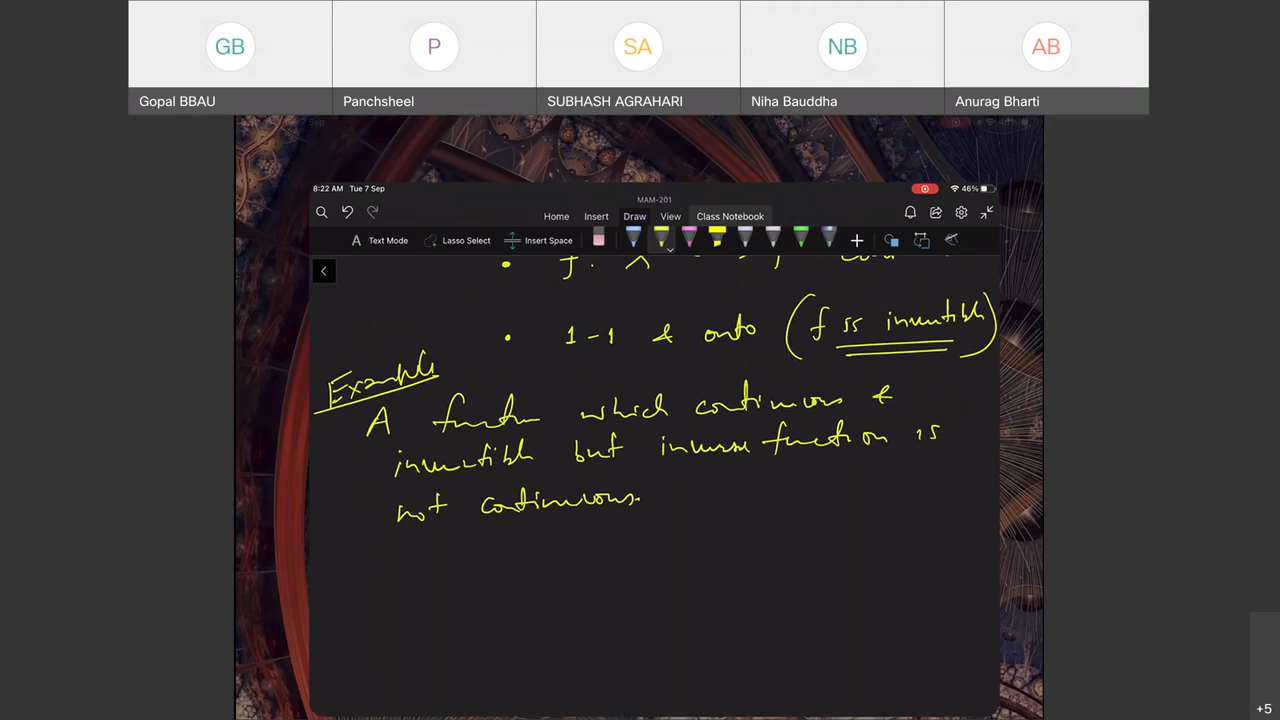 GB
P
SA
NB
AB
Gopal BBAU
Panchsheel
SUBHASH AGRAHARI
Niha Bauddha
Anurag Bharti
8:22 AM Tue 7 Sep
46%
MAM-201
Home Insert Draw View Class Notebook
Text Mode Lasso Select Insert Space
• 1-1 & onto (f is invertible)
Example
A function which continuous &
invertible but inverse function is
not continuous.
+5